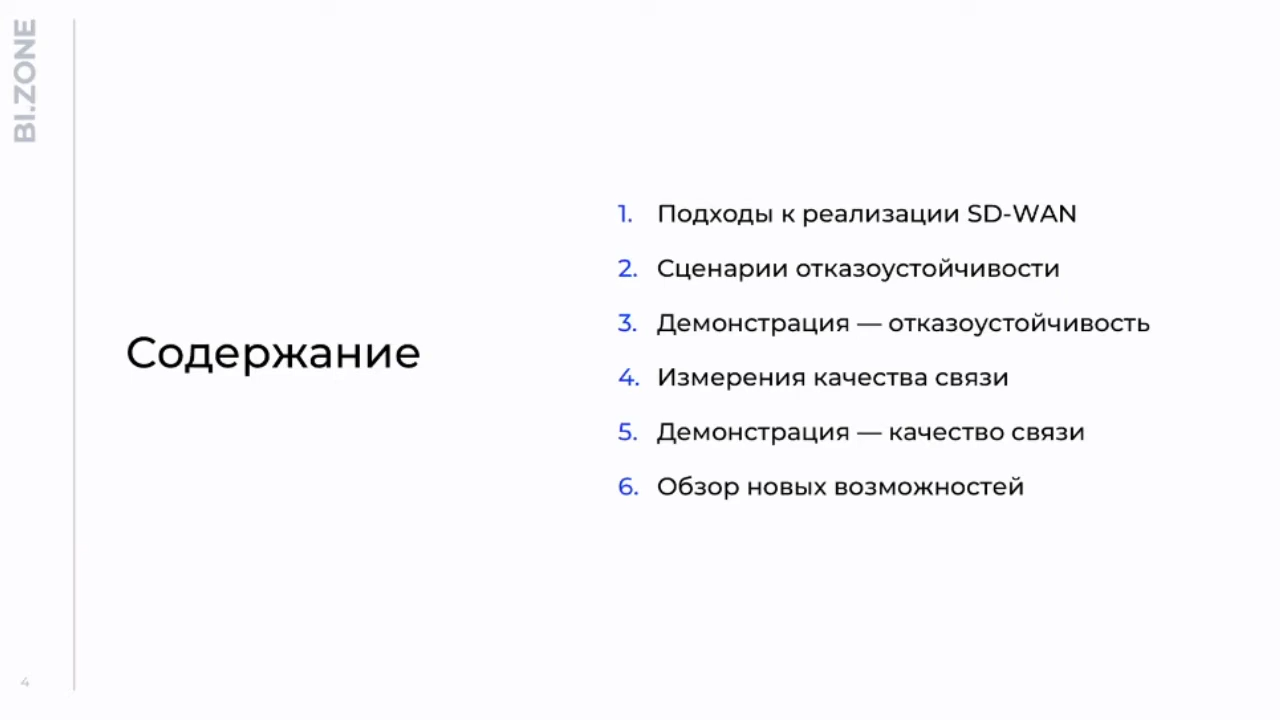 BI.ZONE
Содержание
1. Подходы к реализации SD-WAN
2. Сценарии отказоустойчивости
3. Демонстрация — отказоустойчивость
4. Измерения качества связи
5. Демонстрация — качество связи
6. Обзор новых возможностей
4